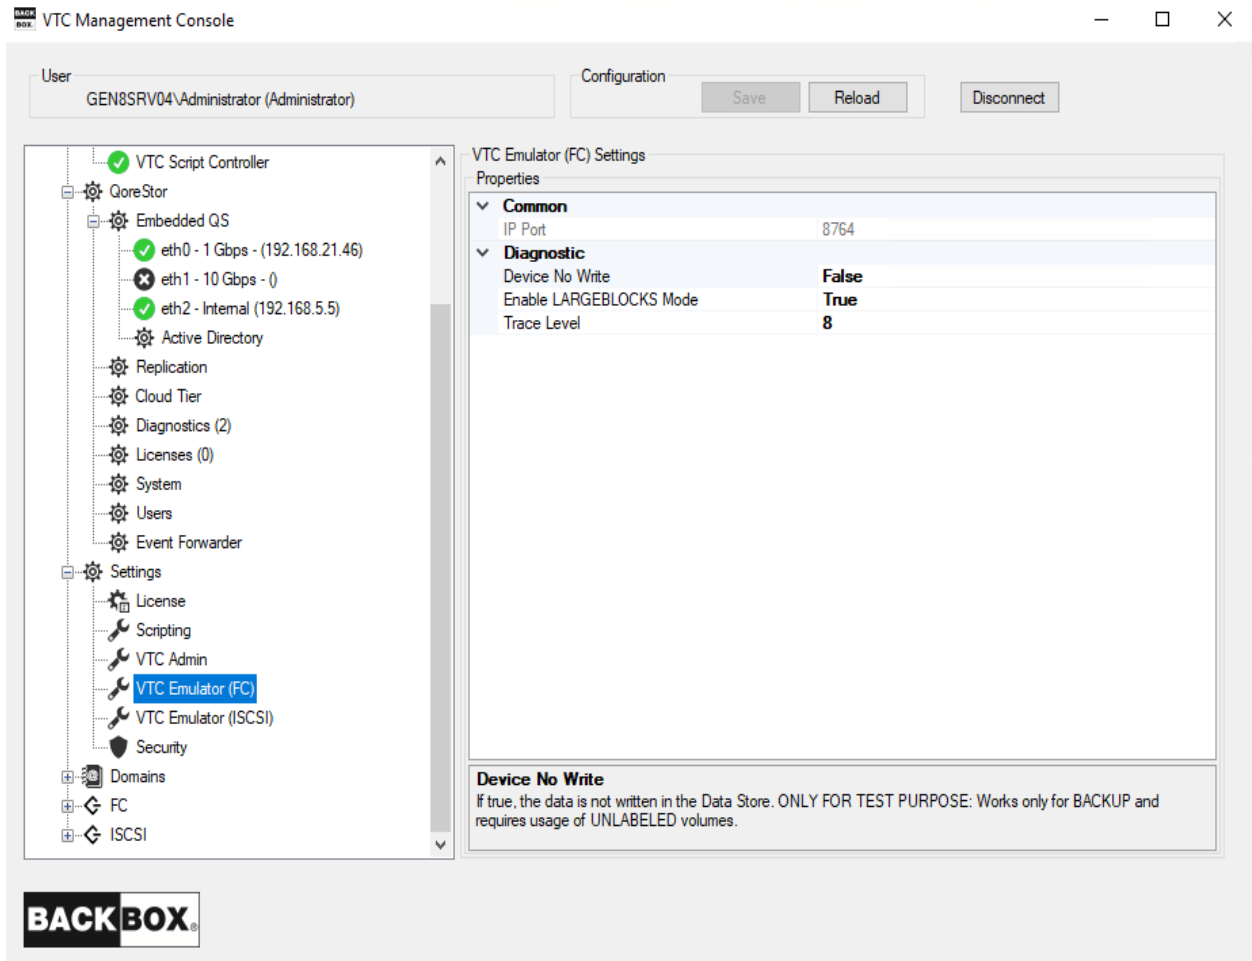 BACK BOX. VTC Management Console
User
GEN8SRV04\Administrator (Administrator)
Configuration
Save
Reload
Disconnect
VTC Script Controller
QoreStor
Embedded QS
eth0 - 1 Gbps - (192.168.21.46)
eth1 - 10 Gbps - ()
eth2 - Internal (192.168.5.5)
Active Directory
Replication
Cloud Tier
Diagnostics (2)
Licenses (0)
System
Users
Event Forwarder
Settings
License
Scripting
VTC Admin
VTC Emulator (FC)
VTC Emulator (ISCSI)
Security
Domains
FC
ISCSI
VTC Emulator (FC) Settings
Properties
Common
IP Port 8764
Diagnostic
Device No Write False
Enable LARGEBLOCKS Mode True
Trace Level 8
Device No Write
If true, the data is not written in the Data Store. ONLY FOR TEST PURPOSE: Works only for BACKUP and
requires usage of UNLABELED volumes.
BACKBOX®